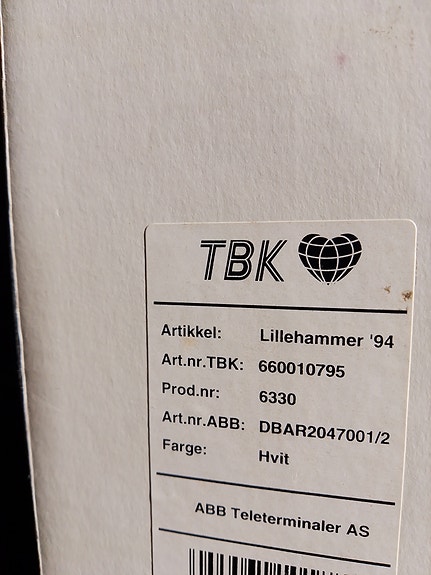 TBK
Artikkel: Lillehammer '94
Art.nr.TBK: 660010795
Prod.nr: 6330
Art.nr.ABB: DBAR2047001/2
Farge: Hvit
ABB Teleterminaler AS